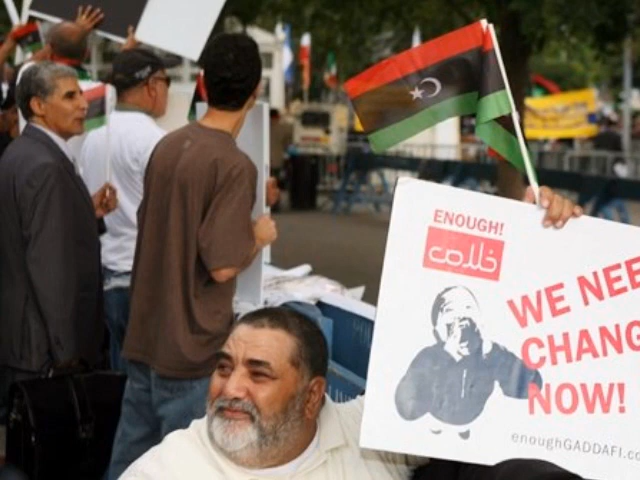 ENOUGH!
خلاص
WE NEE
CHANG
NOW!
enoughGADDAFI.co